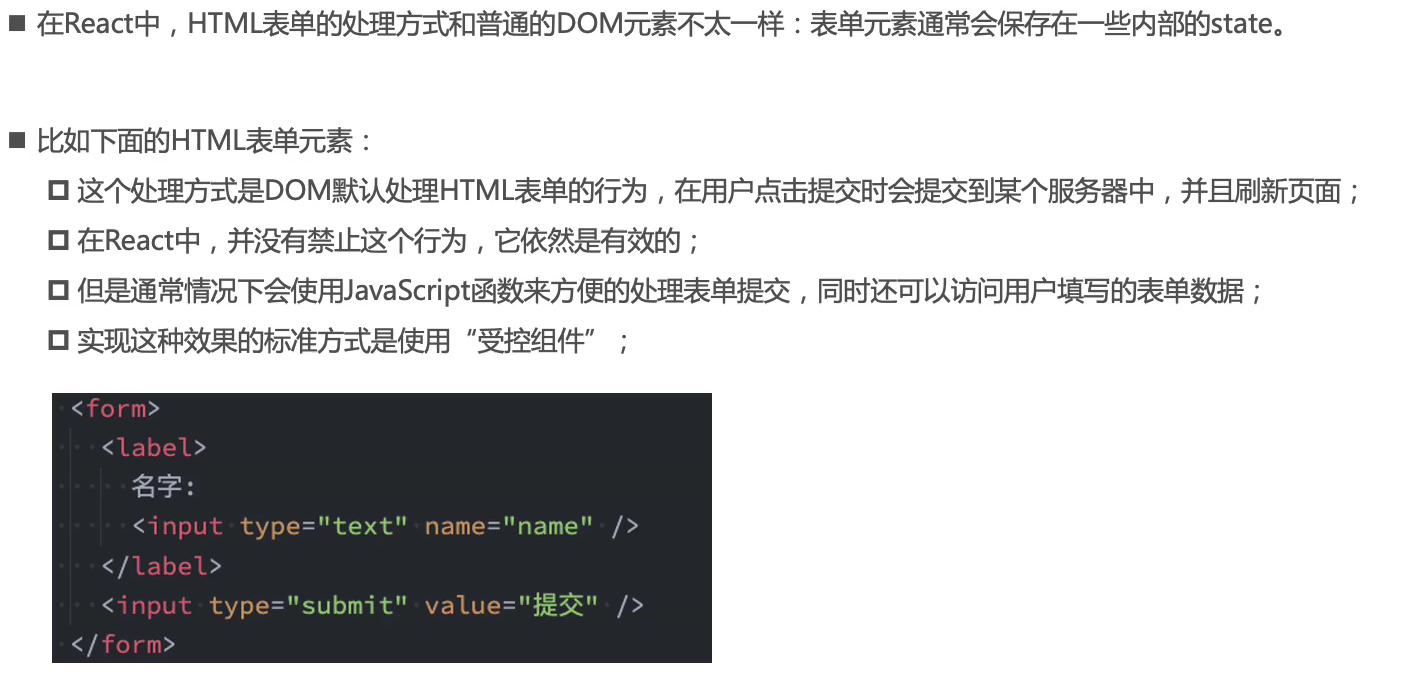 ■ 在React中，HTML表单的处理方式和普通的DOM元素不太一样：表单元素通常会保存在一些内部的state。
■ 比如下面的HTML表单元素：
这个处理方式是DOM默认处理HTML表单的行为，在用户点击提交时会提交到某个服务器中，并且刷新页面；
在React中，并没有禁止这个行为，它依然是有效的；
但是通常情况下会使用JavaScript函数来方便的处理表单提交，同时还可以访问用户填写的表单数据；
实现这种效果的标准方式是使用“受控组件”；
<form>
<label>
名字:
<input type="text" name="name" />
</label>
<input type="submit" value="提交" />
</form>